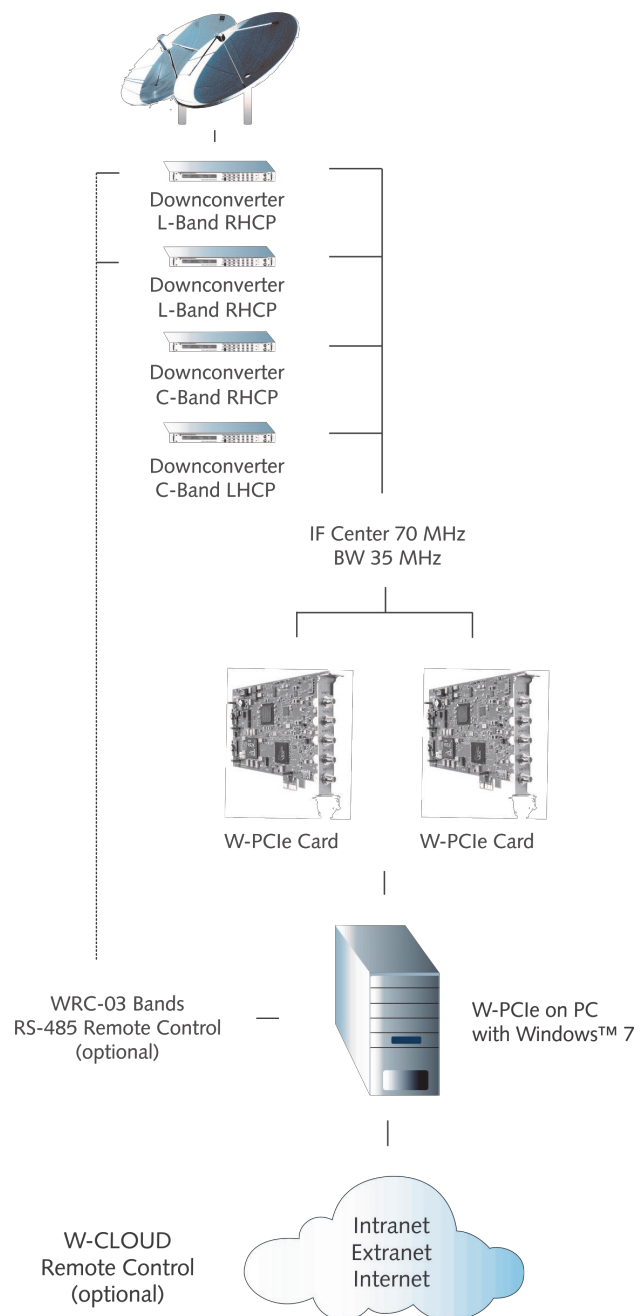 Downconverter
L-Band RHCP
Downconverter
L-Band RHCP
Downconverter
C-Band RHCP
Downconverter
C-Band LHCP
IF Center 70 MHz
BW 35 MHz
W-PCIe Card
W-PCIe Card
WRC-03 Bands
RS-485 Remote Control
(optional)
W-PCIe on PC
with Windows™ 7
W-CLOUD
Remote Control
(optional)
Intranet
Extranet
Internet